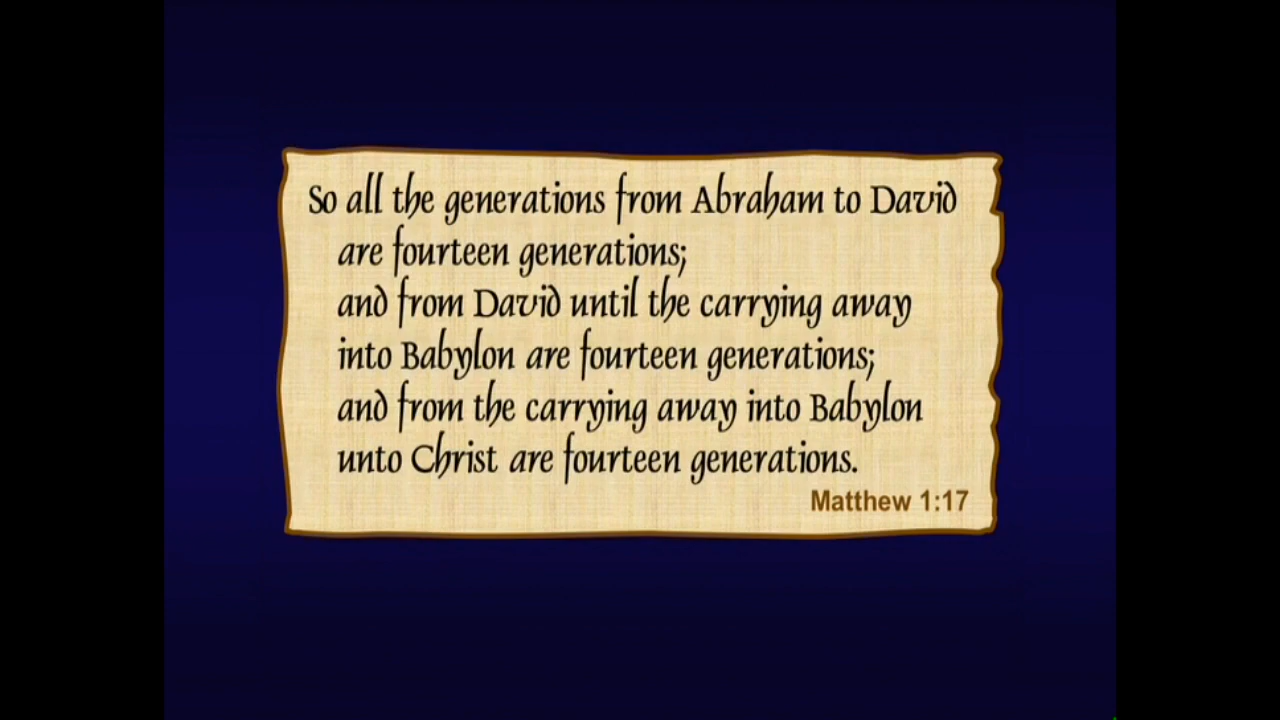 So all the generations from Abraham to David
are fourteen generations;
and from David until the carrying away
into Babylon are fourteen generations;
and from the carrying away into Babylon
unto Christ are fourteen generations.
Matthew 1:17